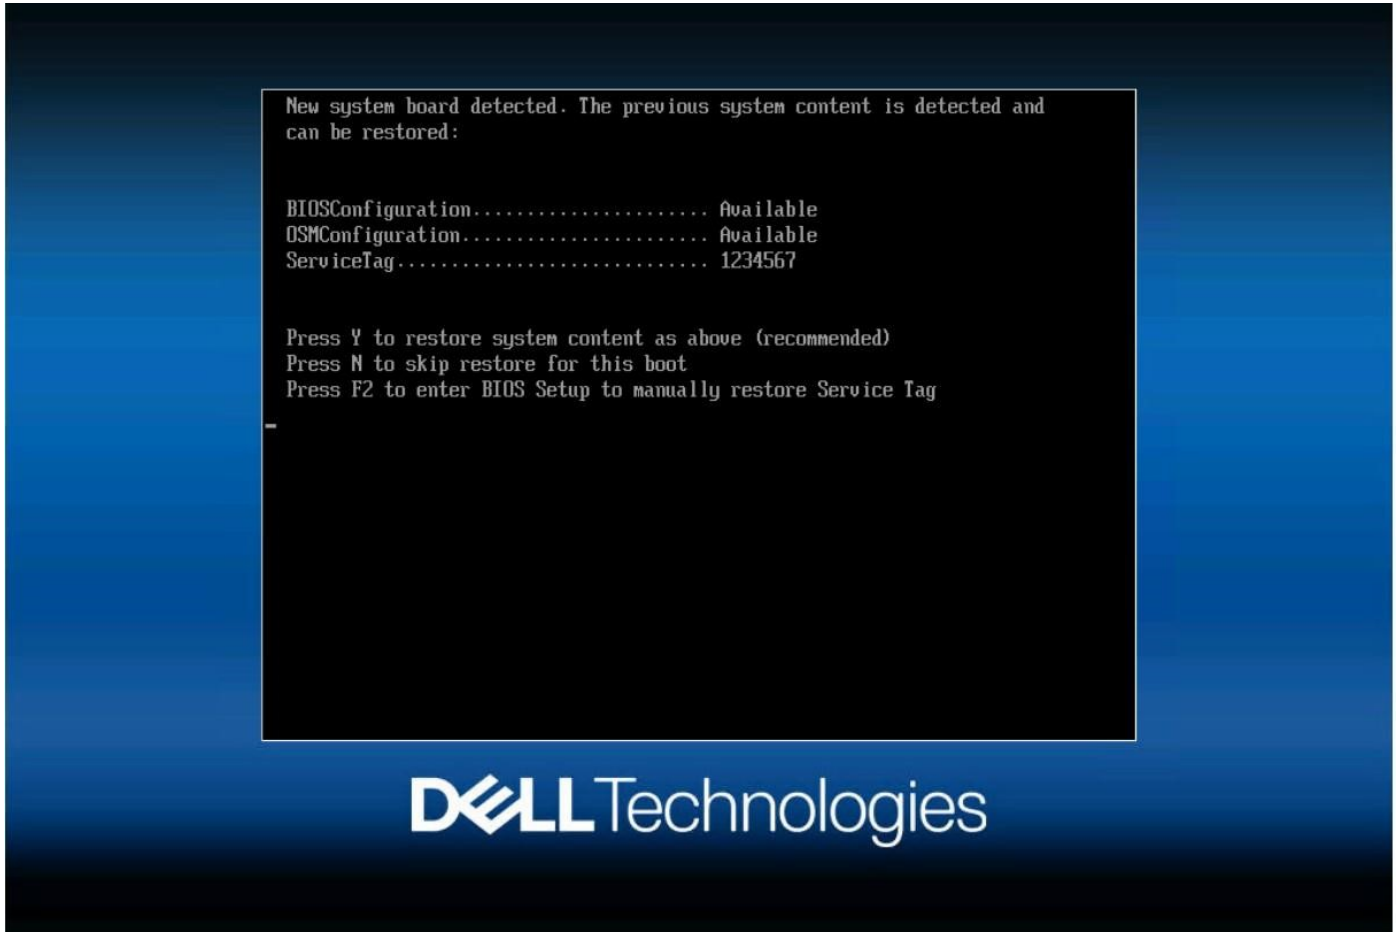 New system board detected. The previous system content is detected and
can be restored:
BIOSConfiguration...................... Available
OSMConfiguration....................... Available
ServiceTag............................. 1234567
Press Y to restore system content as above (recommended)
Press N to skip restore for this boot
Press F2 to enter BIOS Setup to manually restore Service Tag
DELL Technologies